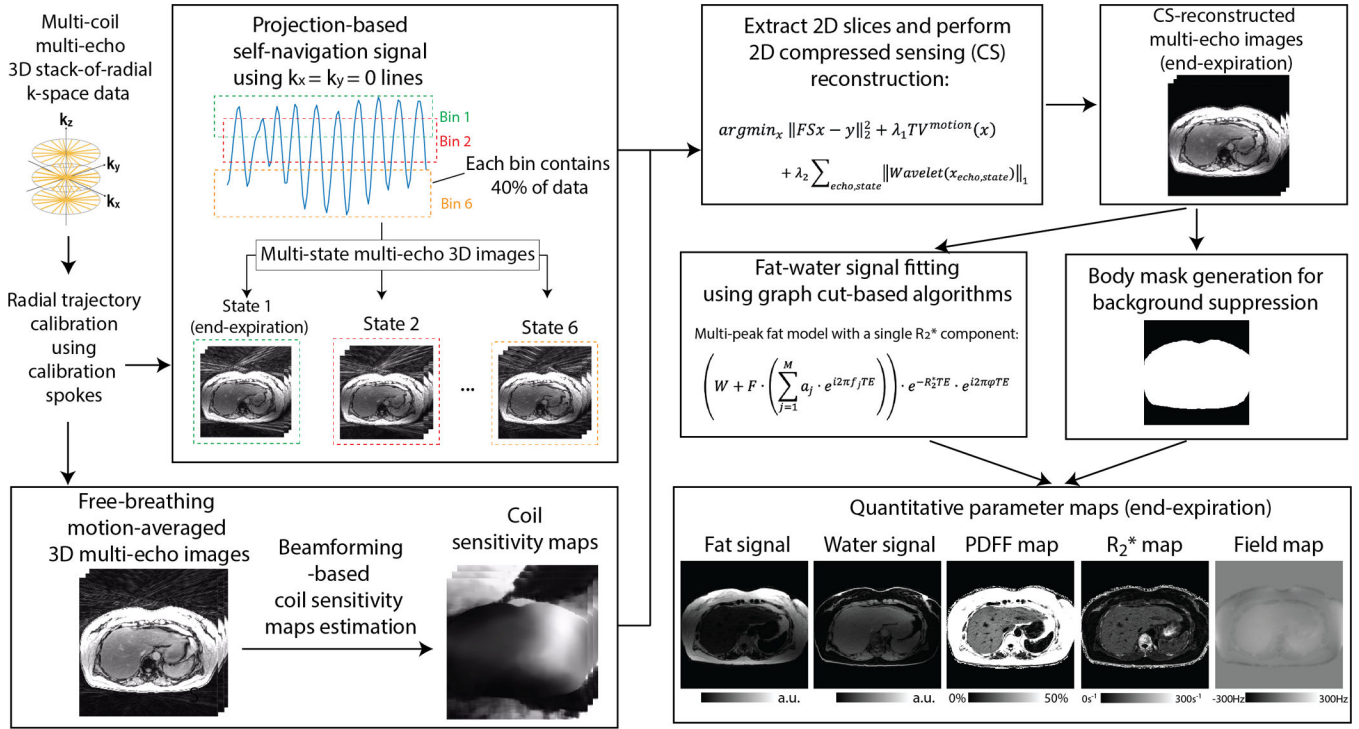 Multi-coil
multi-echo
3D stack-of-radial
k-space data
kz
ky
kx
Radial trajectory
calibration
using
calibration
spokes
Projection-based
self-navigation signal
using kx = ky = 0 lines
Bin 1
Bin 2
Each bin contains
40% of data
Bin 6
Multi-state multi-echo 3D images
State 1
(end-expiration)
State 2
State 6
...
Free-breathing
motion-averaged
3D multi-echo images
Beamforming
-based
coil sensitivity
maps estimation
Coil
sensitivity maps
Extract 2D slices and perform
2D compressed sensing (CS)
reconstruction:
argminₓ ‖FSx − y‖₂² + λ₁TV^motion(x)
+ λ₂ ∑_echo,state ‖Wavelet(x_echo,state)‖₁
CS-reconstructed
multi-echo images
(end-expiration)
Fat-water signal fitting
using graph cut-based algorithms
Multi-peak fat model with a single R₂* component:
(W + F · (∑_{j=1}^{M} a_j · e^{i2πf_jTE})) · e^{−R₂*TE} · e^{i2πφTE}
Body mask generation for
background suppression
Quantitative parameter maps (end-expiration)
Fat signal
Water signal
PDFF map
R₂* map
Field map
a.u.
a.u.
0%
50%
0s⁻¹
300s⁻¹
-300Hz
300Hz